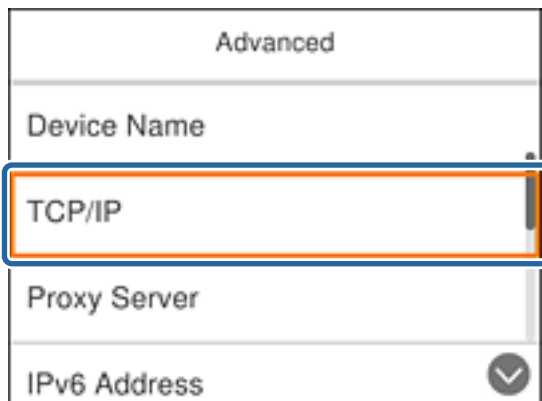 Advanced
Device Name
TCP/IP
Proxy Server
IPv6 Address